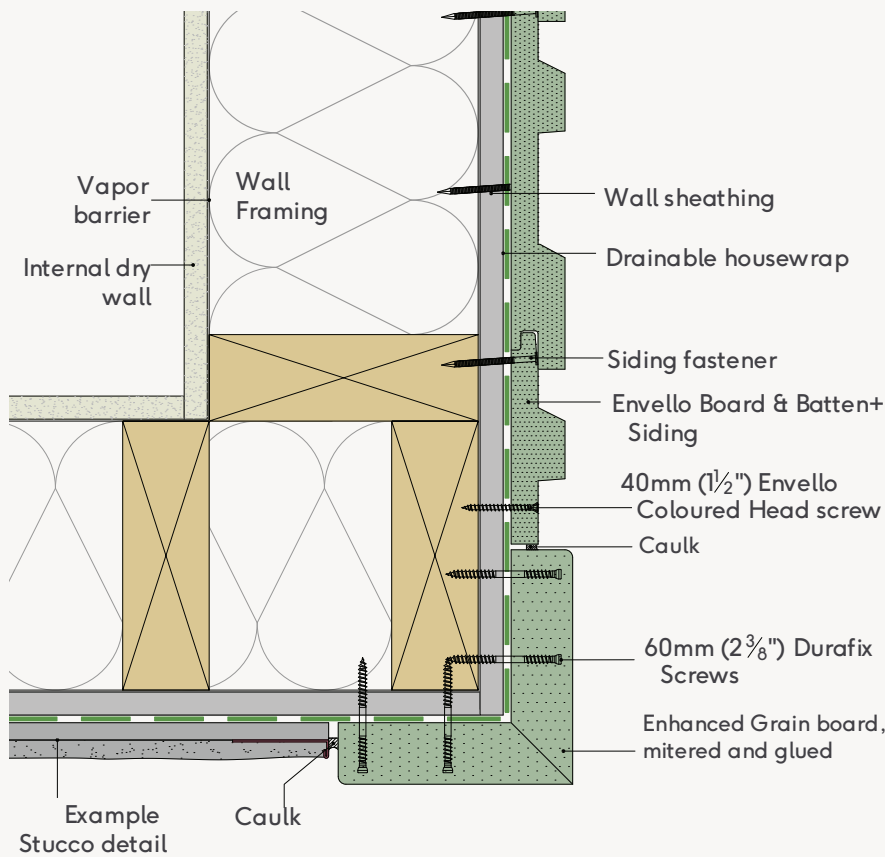 Vapor
barrier
Wall
Framing
Internal dry
wall
Wall sheathing
Drainable housewrap
Siding fastener
Envello Board & Batten+
Siding
40mm (1½") Envello
Coloured Head screw
Caulk
60mm (2⅜") Durafix
Screws
Enhanced Grain board,
mitered and glued
Example
Stucco detail
Caulk